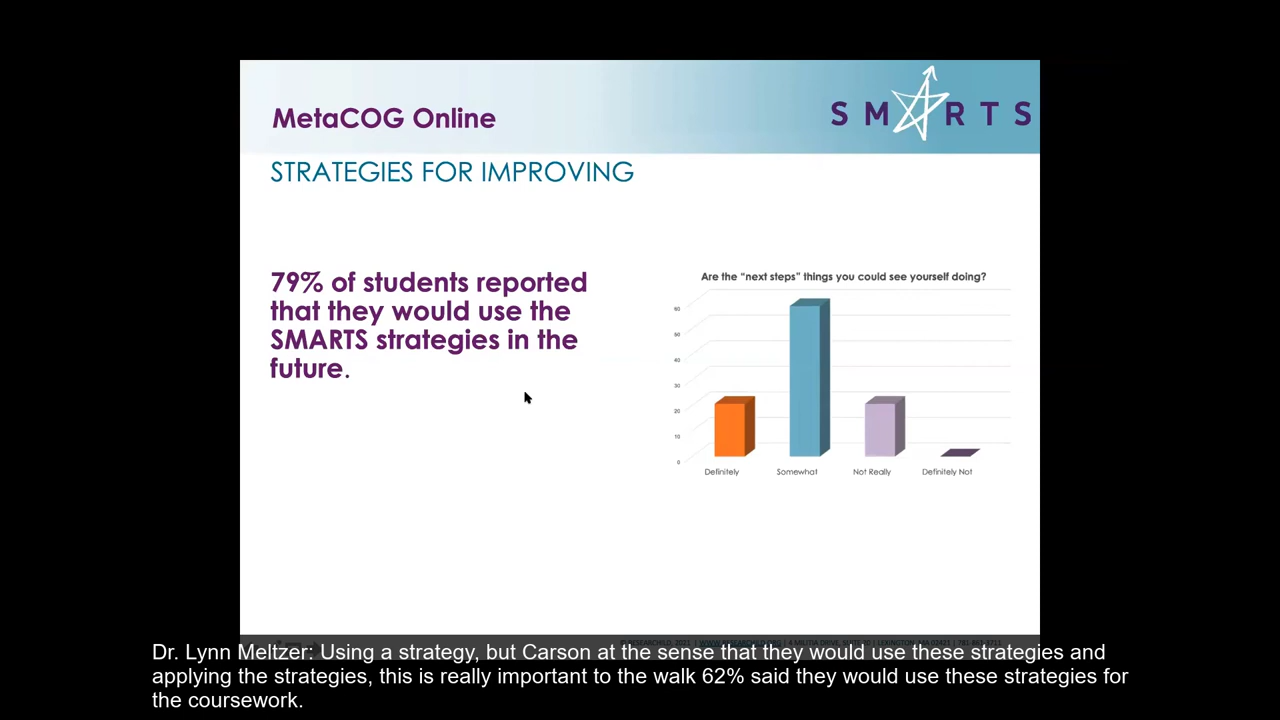 MetaCOG Online
SM RTS
STRATEGIES FOR IMPROVING
79% of students reported
that they would use the
SMARTS strategies in the
future.
Are the “next steps” things you could see yourself doing?
60
50
40
30
20
10
0
Definitely
Somewhat
Not Really
Definitely Not
Dr. Lynn Meltzer: Using a strategy, but Carson at the sense that they would use these strategies and
applying the strategies, this is really important to the walk 62% said they would use these strategies for
the coursework.